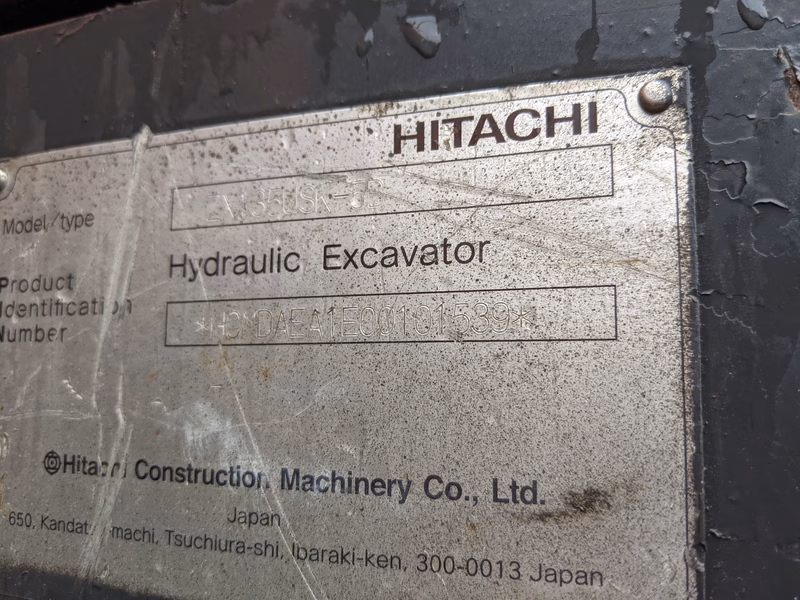 HITACHI
Model/type
Hydraulic Excavator
Product
Identification
Number
*HCMDAEA1E00101539*
Hitachi Construction Machinery Co., Ltd.
Japan
650, Kandatsu-machi, Tsuchiura-shi, Ibaraki-ken, 300-0013 Japan